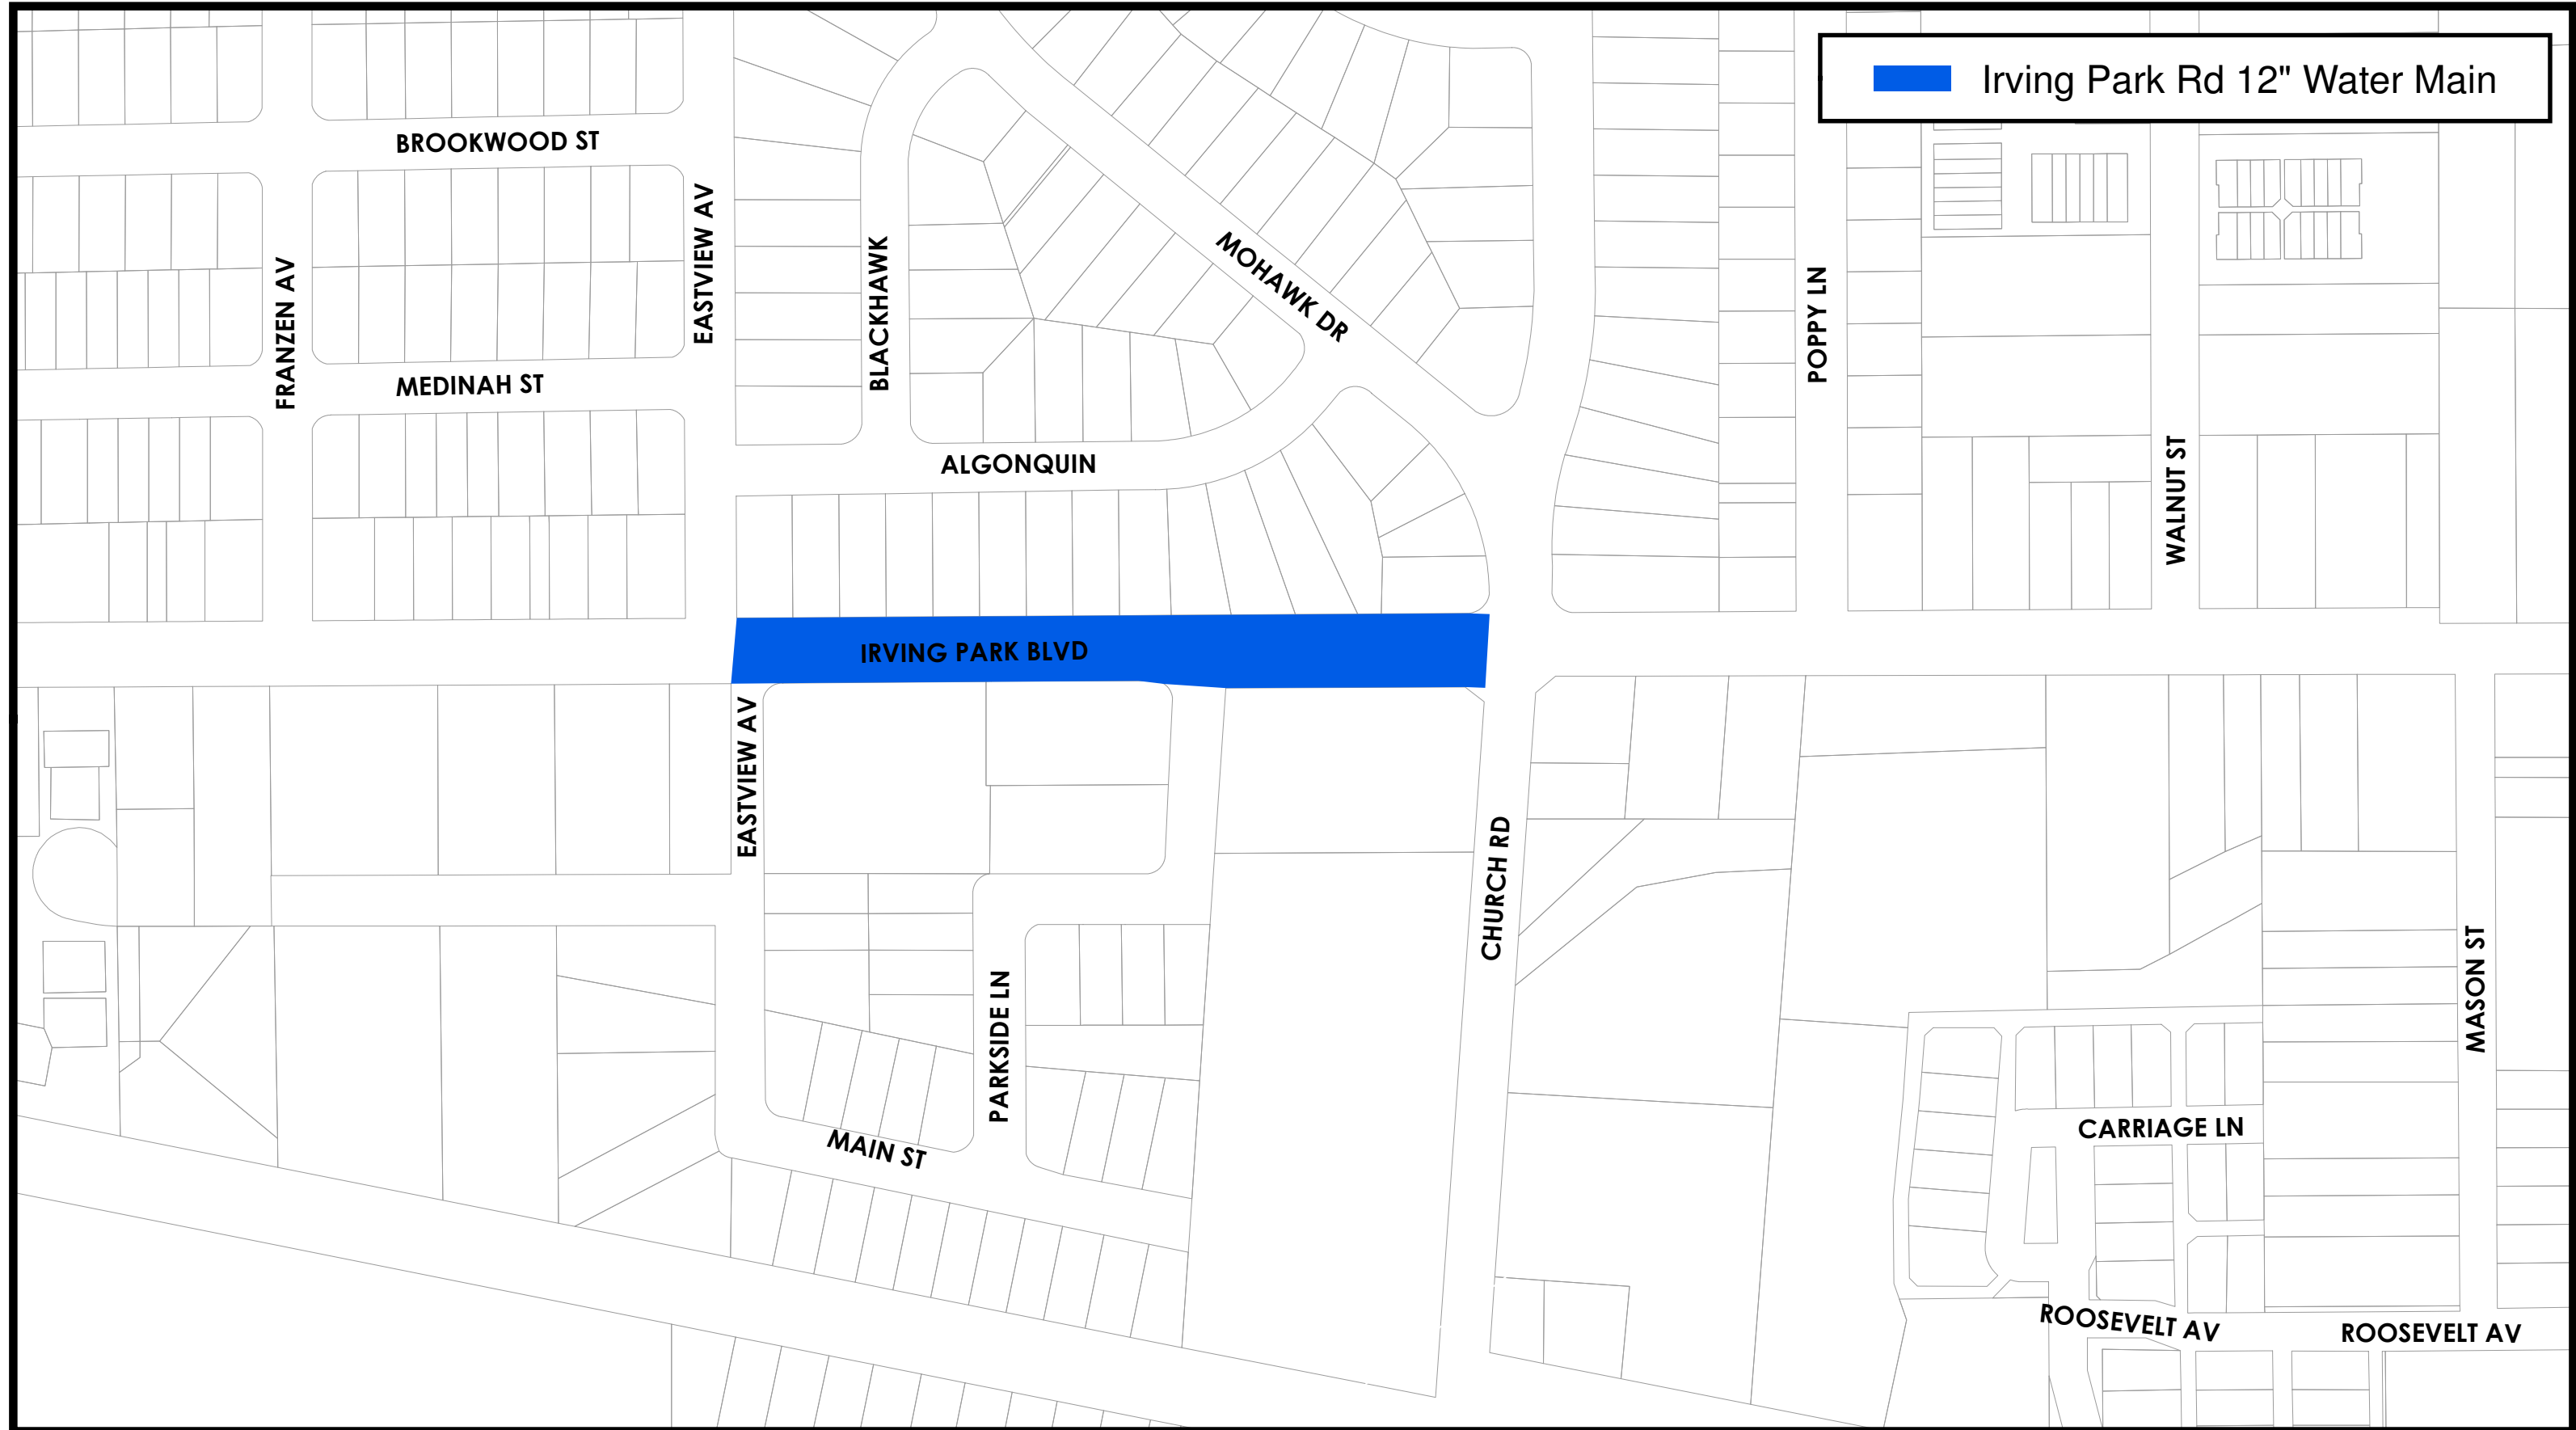 Irving Park Rd 12" Water Main
BROOKWOOD ST
EASTVIEW AV
FRANZEN AV
BLACKHAWK
MOHAWK DR
POPPY LN
MEDINAH ST
ALGONQUIN
WALNUT ST
IRVING PARK BLVD
EASTVIEW AV
CHURCH RD
PARKSIDE LN
MASON ST
MAIN ST
CARRIAGE LN
ROOSEVELT AV
ROOSEVELT AV